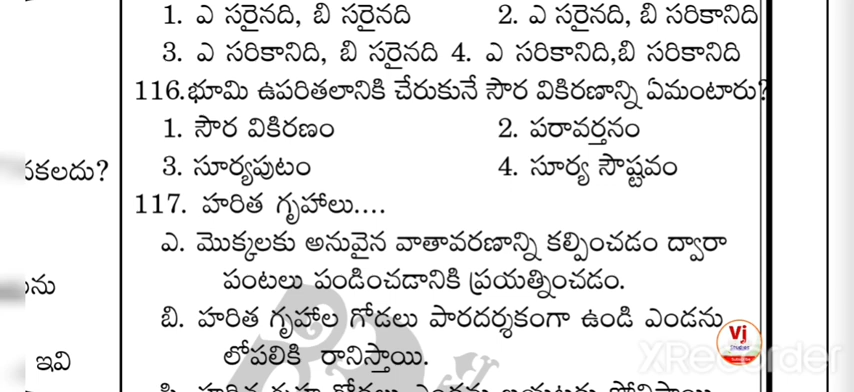 1. ఎ సరైనది, బి సరైనది 2. ఎ సరైనది, బి సరికానిది
3. ఎ సరికానిది, బి సరైనది 4. ఎ సరికానిది,బి సరికానిది
116.భూమి ఉపరితలానికి చేరుకునే సౌర వికిరణాన్ని ఏమంటారు?
1. సౌర వికిరణం 2. పరావర్తనం
3. సూర్యపుటం 4. సూర్య సౌష్టవం
117. హరిత గృహాలు....
ఎ. మొక్కలకు అనువైన వాతావరణాన్ని కల్పించడం ద్వారా
పంటలు పండించడానికి ప్రయత్నించడం.
బి. హరిత గృహాల గోడలు పారదర్శకంగా ఉండి ఎండను
లోపలికి రానిస్తాయి.
ఇవి
Vj
XRecorder